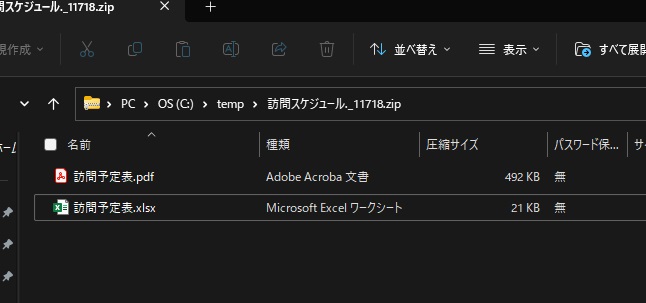 問スケジュール._11718.zip
規作成
並べ替え
表示
すべて展開
PC > OS (C:) > temp > 訪問スケジュール._11718.zip
名前 種類 圧縮サイズ パスワード保... サ
ホーム
訪問予定表.pdf Adobe Acroba 文書 492 KB 無
訪問予定表.xlsx Microsoft Excel ワークシート 21 KB 無